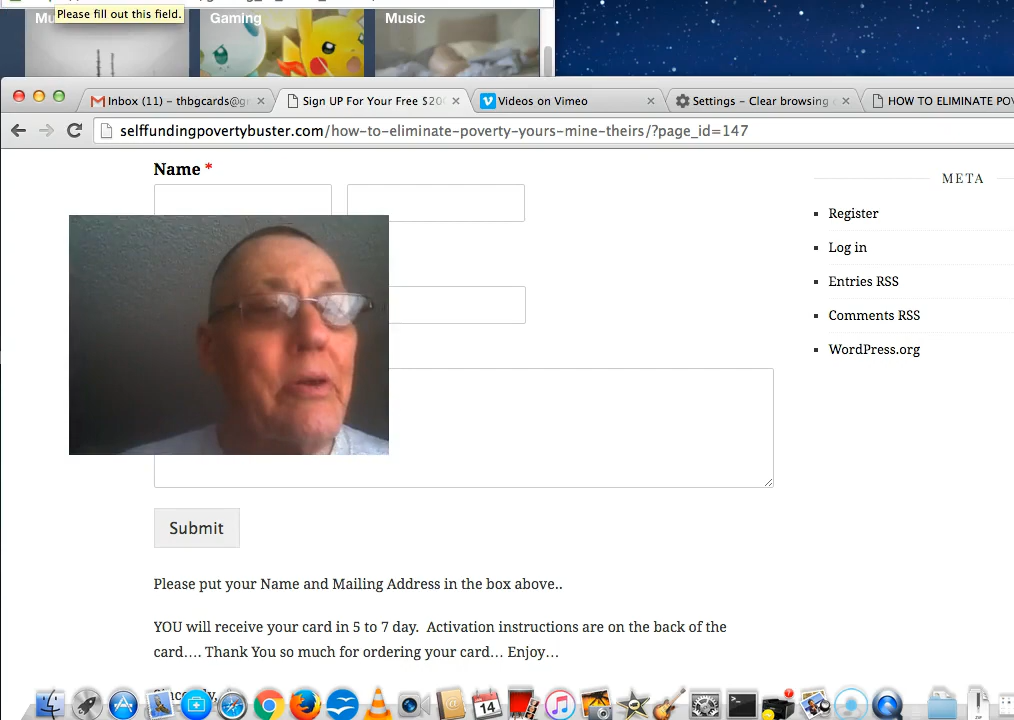 Please fill out this field.
Gaming
Music
Inbox (11) – thbgcards@g
Sign UP For Your Free $20
Videos on Vimeo
Settings – Clear browsing
HOW TO ELIMINATE POV
selffundingpovertybuster.com/how-to-eliminate-poverty-yours-mine-theirs/?page_id=147
Name *
META
Register
Log in
Entries RSS
Comments RSS
WordPress.org
Submit
Please put your Name and Mailing Address in the box above..
YOU will receive your card in 5 to 7 day. Activation instructions are on the back of the
card.... Thank You so much for ordering your card... Enjoy...
Sincerely,
14